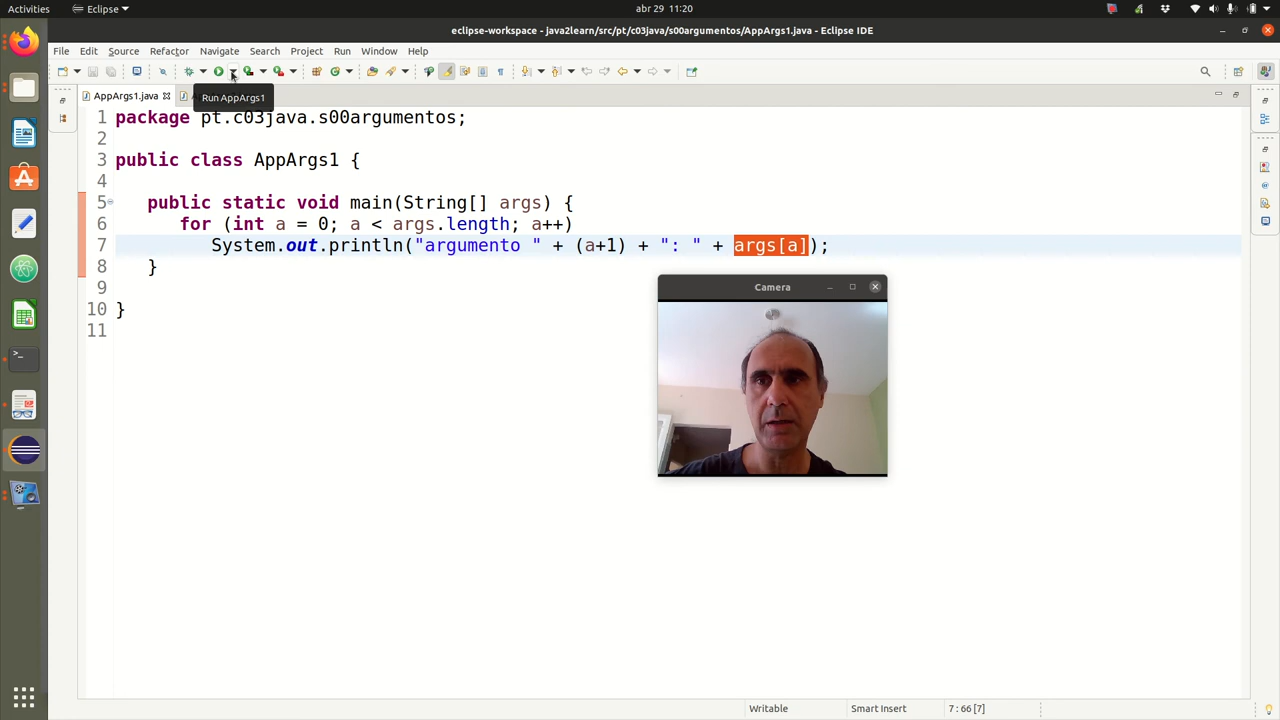 Activities
Eclipse
abr 29 11:20
eclipse-workspace - java2learn/src/pt/c03java/s00argumentos/AppArgs1.java - Eclipse IDE
File Edit Source Refactor Navigate Search Project Run Window Help
AppArgs1.java
Run AppArgs1
1 package pt.c03java.s00argumentos;
2
3 public class AppArgs1 {
4
5 public static void main(String[] args) {
6 for (int a = 0; a < args.length; a++)
7 System.out.println("argumento " + (a+1) + ": " + args[a]);
8 }
9
10 }
11
Camera
Writable Smart Insert 7 : 66 [7]